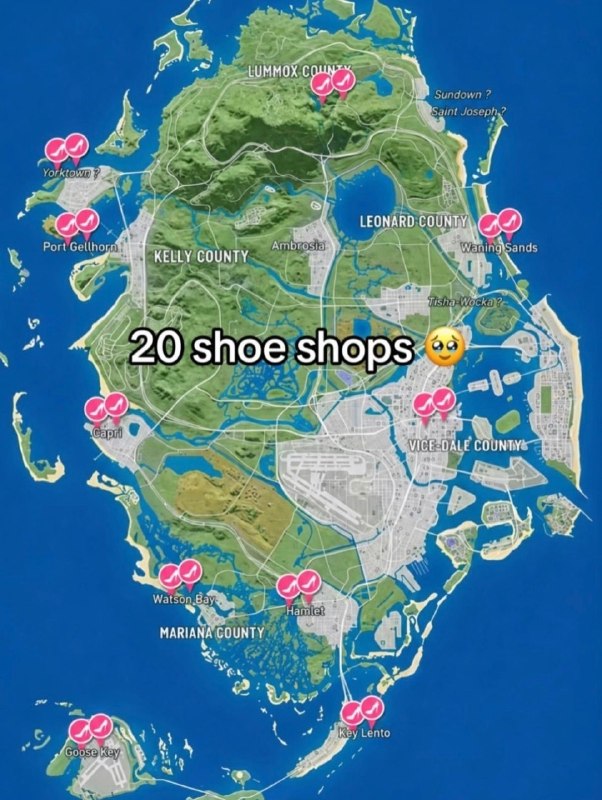 LUMMOX COUNTY
Sundown ?
Saint Joseph ?
Yorktown ?
LEONARD COUNTY
Port Gellhorn
Ambrosia
Waning Sands
KELLY COUNTY
Tisha-Wocka ?
20 shoe shops 🥹
Capri
VICE-DALE COUNTY
Watson Bay
Hamlet
MARIANA COUNTY
Key Lento
Goose Key